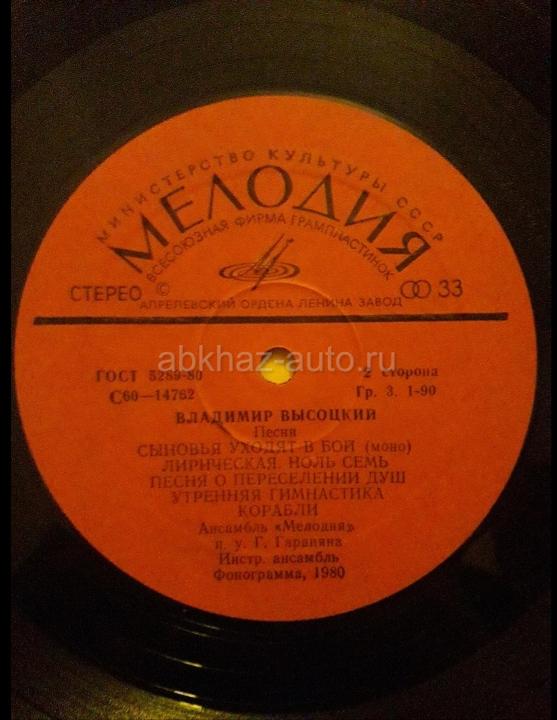 МИНИСТЕРСТВО КУЛЬТУРЫ СССР
МЕЛОДИЯ
ВСЕСОЮЗНАЯ ФИРМА ГРАМПЛАСТИНОК
СТЕРЕО © 33
АПРЕЛЕВСКИЙ ОРДЕНА ЛЕНИНА ЗАВОД
abkhaz-auto.ru
ГОСТ 5289-80 2 сторона
С60—14762 Гр. 3. 1-90
ВЛАДИМИР ВЫСОЦКИЙ
Песни
СЫНОВЬЯ УХОДЯТ В БОЙ (моно)
ЛИРИЧЕСКАЯ. НОЛЬ СЕМЬ
ПЕСНЯ О ПЕРЕСЕЛЕНИИ ДУШ
УТРЕННЯЯ ГИМНАСТИКА
КОРАБЛИ
Ансамбль «Мелодия»
п. у. Г. Гараняна
Инстр. ансамбль
Фонограмма, 1980